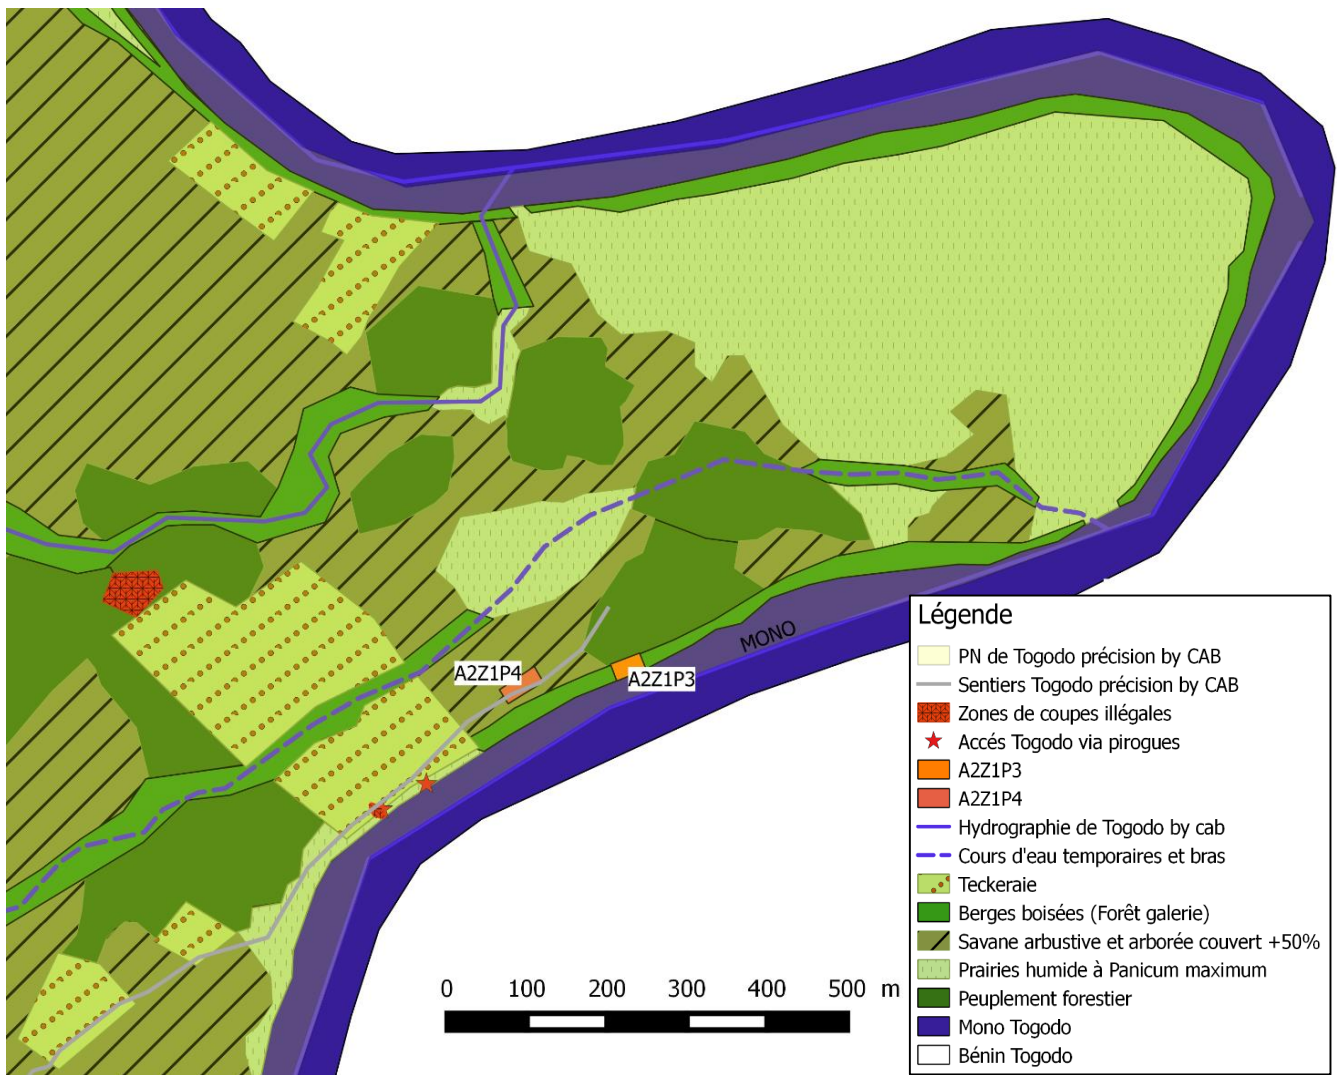 A2Z1P4
A2Z1P3
MONO
0 100 200 300 400 500 m
Légende
PN de Togodo précision by CAB
Sentiers Togodo précision by CAB
Zones de coupes illégales
Accés Togodo via pirogues
A2Z1P3
A2Z1P4
Hydrographie de Togodo by cab
Cours d'eau temporaires et bras
Teckeraie
Berges boisées (Forêt galerie)
Savane arbustive et arborée couvert +50%
Prairies humide à Panicum maximum
Peuplement forestier
Mono Togodo
Bénin Togodo